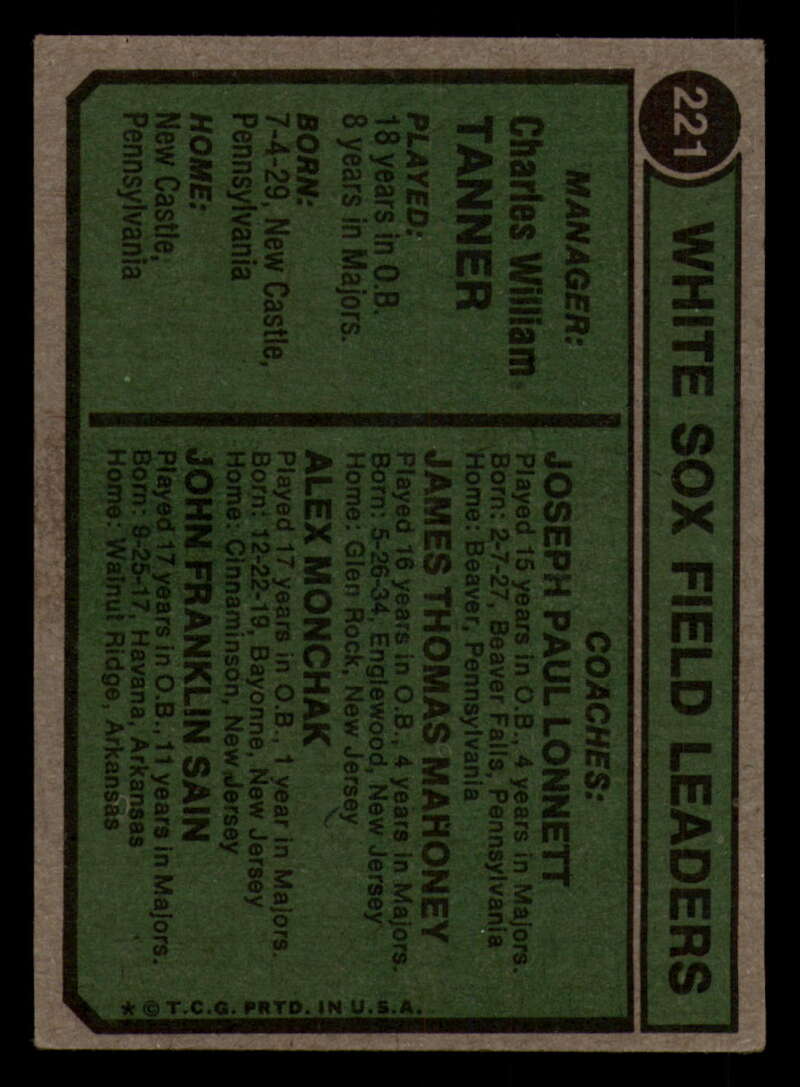 221
WHITE SOX FIELD LEADERS
MANAGER:
Charles William
TANNER
PLAYED:
18 years in O.B.
8 years in Majors.
BORN:
7-4-29, New Castle,
Pennsylvania
HOME:
New Castle,
Pennsylvania
COACHES:
JOSEPH PAUL LONNETT
Played 15 years in O.B., 4 years in Majors.
Born: 2-7-27, Beaver Falls, Pennsylvania
Home: Beaver, Pennsylvania
JAMES THOMAS MAHONEY
Played 16 years in O.B., 4 years in Majors.
Born: 5-26-34, Englewood, New Jersey
Home: Glen Rock, New Jersey
ALEX MONCHAK
Played 17 years in O.B., 1 year in Majors.
Born: 12-22-19, Bayonne, New Jersey
Home: Cinnaminson, New Jersey
JOHN FRANKLIN SAIN
Played 17 years in O.B., 11 years in Majors.
Born: 9-25-17, Havana, Arkansas
Home: Walnut Ridge, Arkansas
* © T.C.G. PRTD. IN U.S.A.